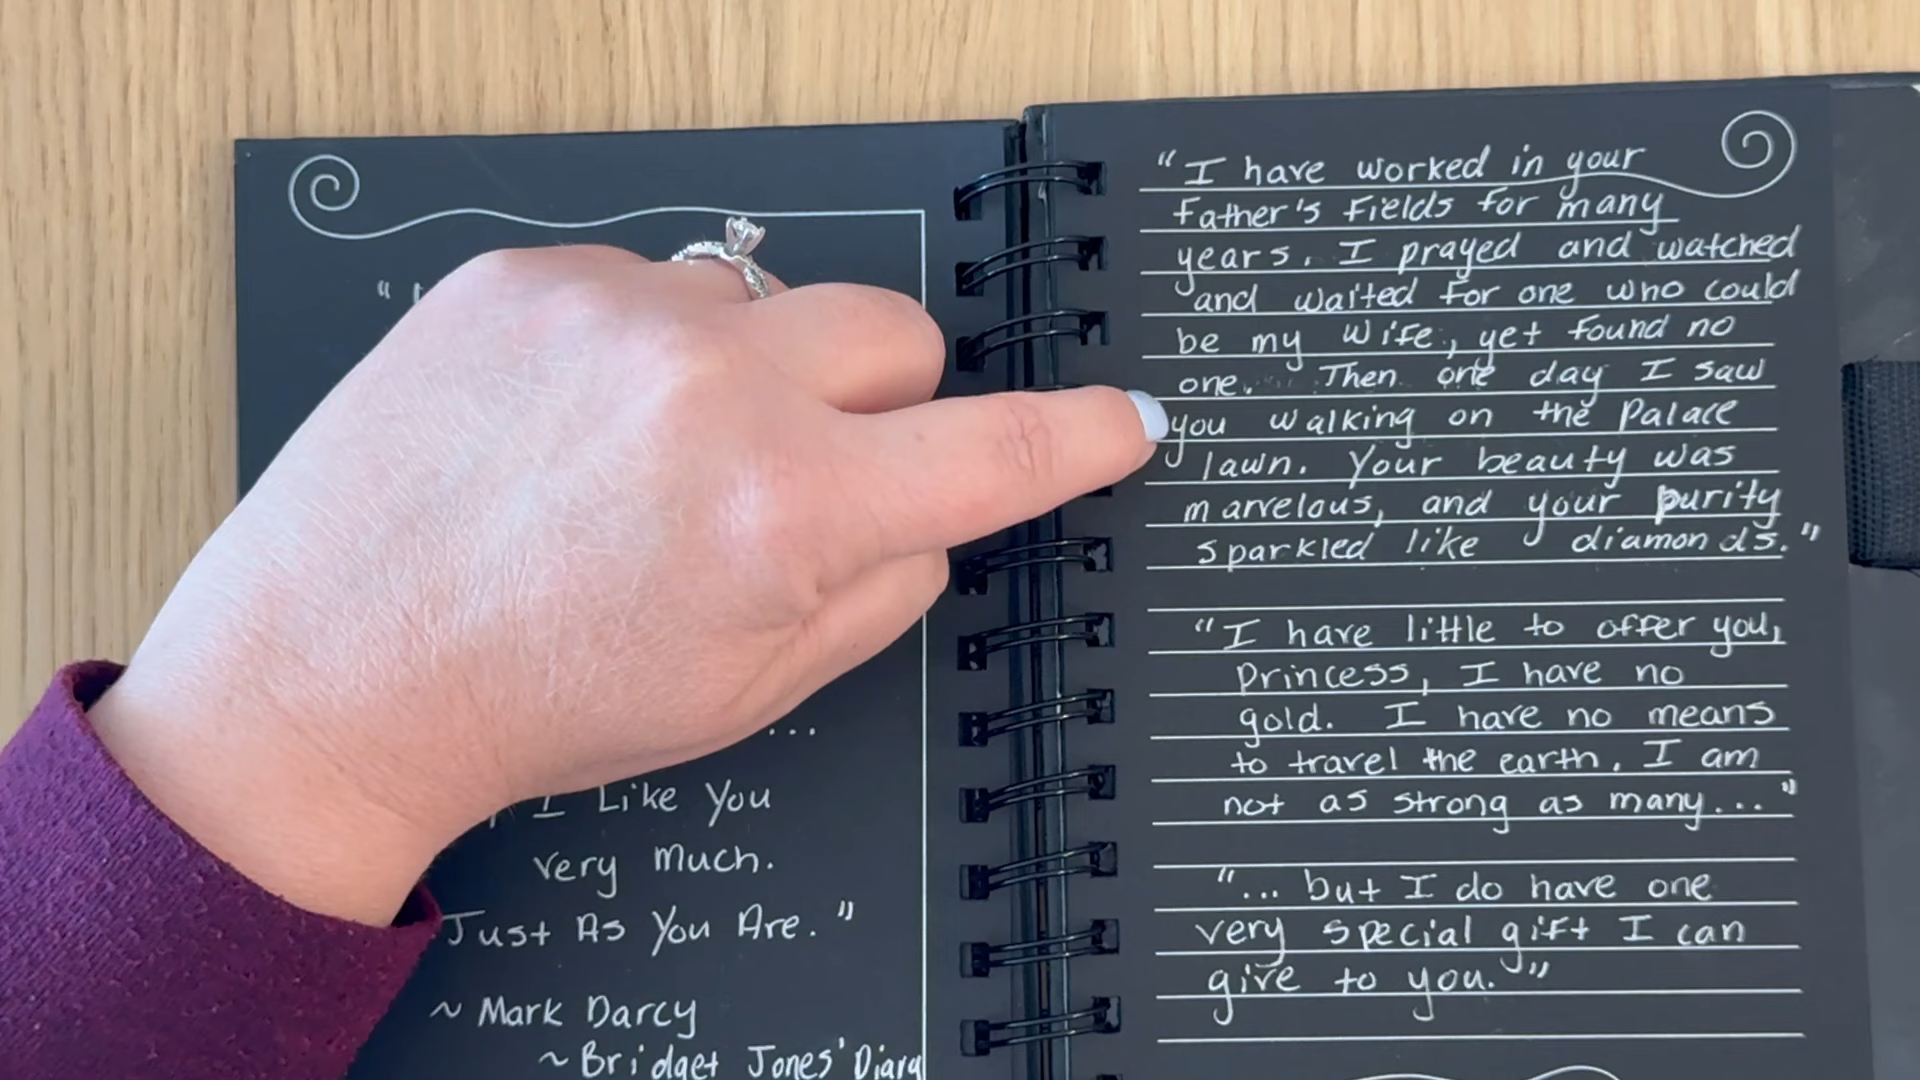 ...
I Like You
very much.
Just As You Are."
~ Mark Darcy
~ Bridget Jones' Diary
"I have worked in your
Father's Fields for many
years. I prayed and watched
and waited for one who could
be my wife, yet found no
one. Then one day I saw
you walking on the Palace
lawn. Your beauty was
marvelous, and your purity
sparkled like diamonds."
"I have little to offer you,
Princess, I have no
gold. I have no means
to travel the earth. I am
not as strong as many..."
"... but I do have one
very special gift I can
give to you."